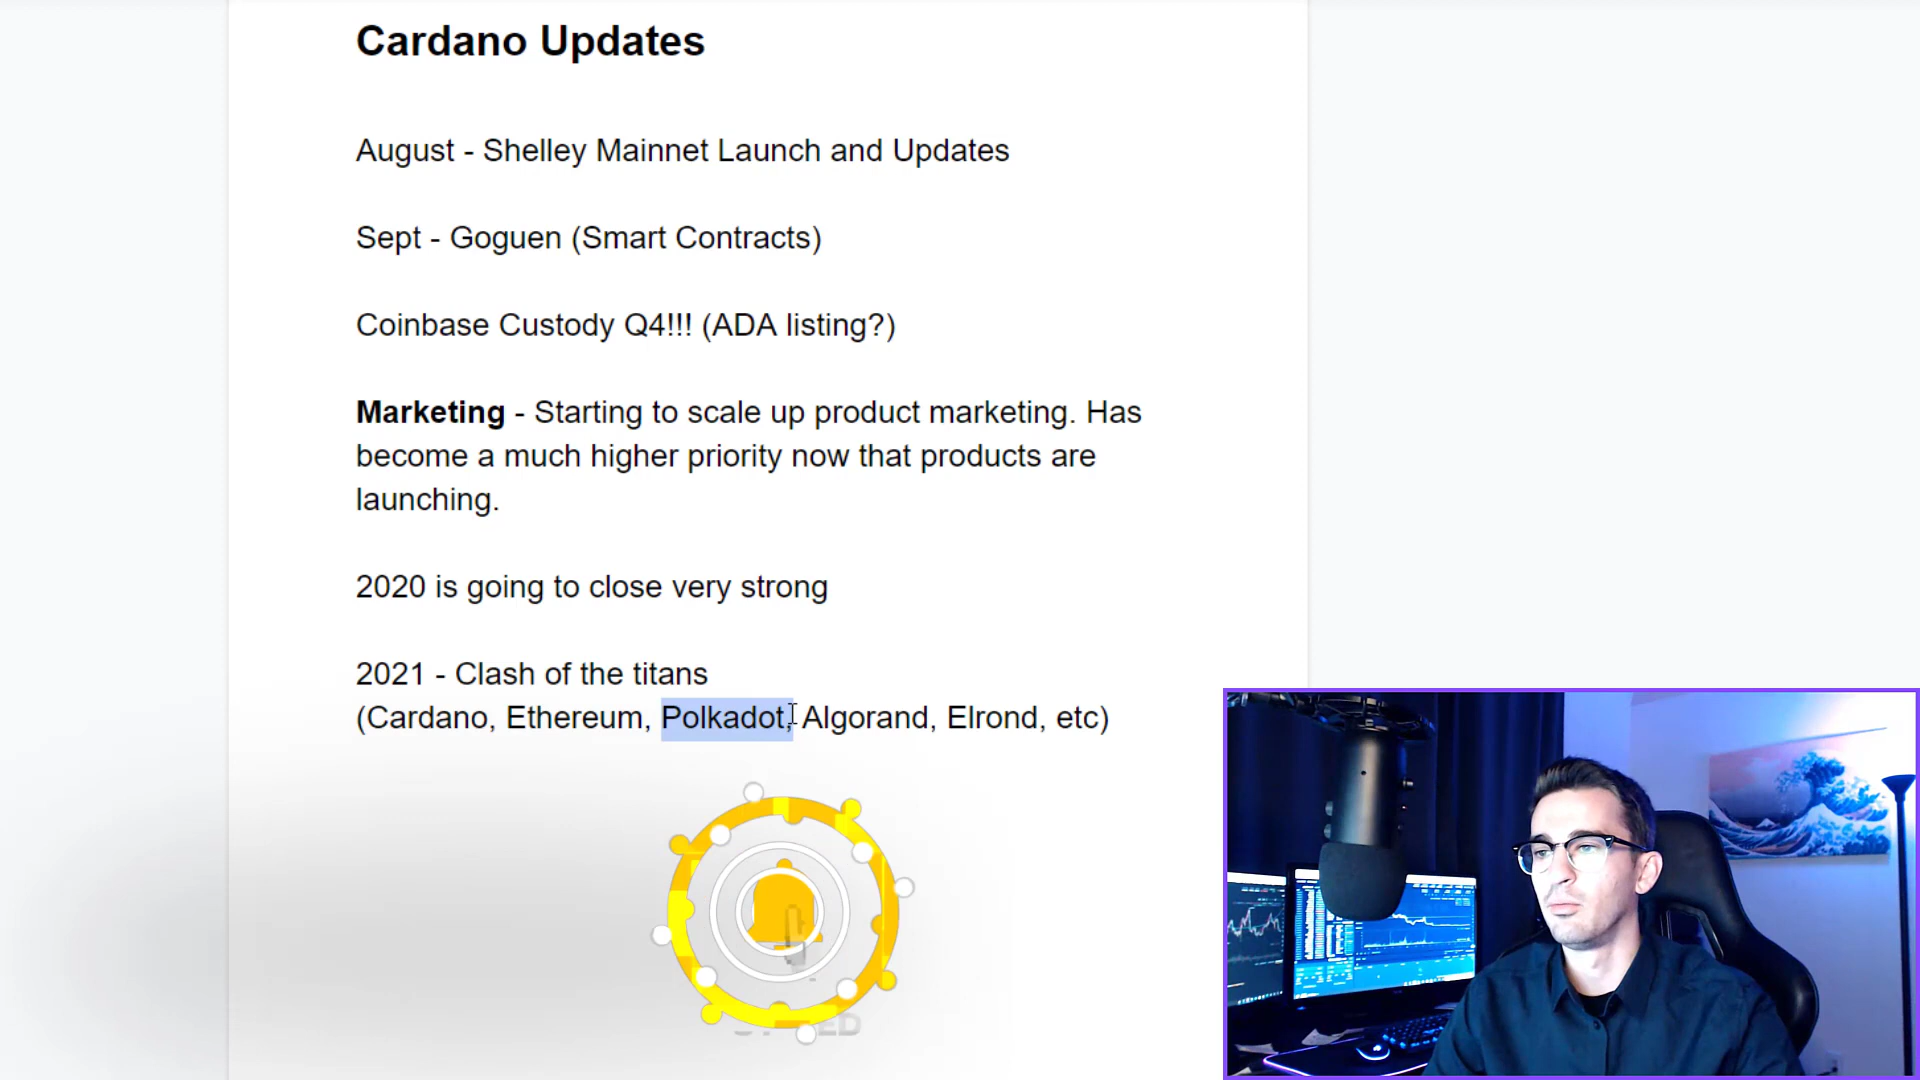 Cardano Updates
August - Shelley Mainnet Launch and Updates
Sept - Goguen (Smart Contracts)
Coinbase Custody Q4!!! (ADA listing?)
Marketing - Starting to scale up product marketing. Has
become a much higher priority now that products are
launching.
2020 is going to close very strong
2021 - Clash of the titans
(Cardano, Ethereum, Polkadot, Algorand, Elrond, etc)